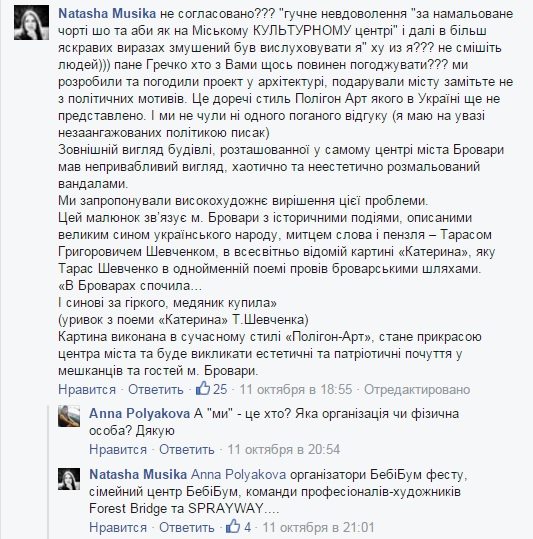 Natasha Musika не согласовано??? "гучне невдоволення "за намальоване
чорті шо та аби як на Міському КУЛЬТУРНОМУ центрі" і далі в більш
яскравих виразах змушений був вислуховувати я" ху из я??? не смішіть
людей))) пане Гречко хто з Вами щось повинен погоджувати??? ми
розробили та погодили проект у архітектурі, подарували місту замітьте не
з політичних мотивів. Це доречі стиль Полігон Арт якого в Україні ще не
представлено. І ми не чули ні одного поганого відгуку (я маю на увазі
незаангажованих політикою писак)
Зовнішній вигляд будівлі, розташованної у самому центрі міста Бровари
мав непривабливий вигляд, хаотично та неестетично розмальований
вандалами.
Ми запропонували високохудожнє вирішення цієї проблеми.
Цей малюнок зв'язує м. Бровари з історичними подіями, описаними
великим сином українського народу, митцем слова і пензля – Тарасом
Григоровичем Шевченком, в всесвітньо відомій картині «Катерина», яку
Тарас Шевченко в однойменній поемі провів броварськими шляхами.
«В Броварах спочила...
І синові за гіркого, медяник купила»
(уривок з поеми «Катерина» Т.Шевченка)
Картина виконана в сучасному стилі «Полігон-Арт», стане прикрасою
центра міста та буде викликати естетичні та патріотичні почуття у
мешканців та гостей м. Бровари.
Нравится · Ответить · 25 · 11 октября в 18:55 · Отредактировано
Anna Polyakova А "ми" - це хто? Яка організація чи фізична
особа? Дякую
Нравится · Ответить · 11 октября в 20:54
Natasha Musika Anna Polyakova організатори БебіБум фесту,
сімейний центр БебіБум, команди професіоналів-художників
Forest Bridge та SPRAYWAY....
Нравится · Ответить · 4 · 11 октября в 21:01